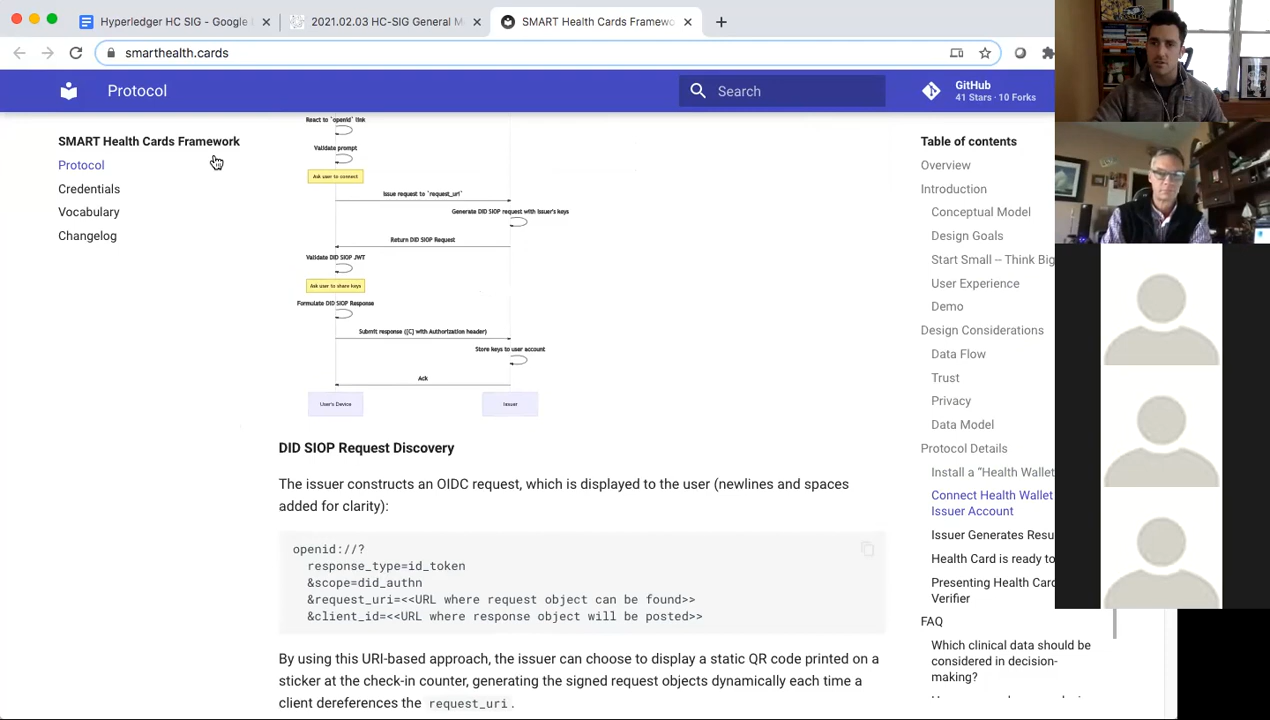 Hyperledger HC SIG - Google
2021.02.03 HC-SIG General M
SMART Health Cards Framewo
smarthealth.cards
Protocol
Search
GitHub
41 Stars · 10 Forks
SMART Health Cards Framework
Protocol
Credentials
Vocabulary
Changelog
React to `openid` link
Validate prompt
Ask user to connect
Issue request to `request_uri`
Generate DID SIOP request with Issuer's keys
Return DID SIOP Request
Validate DID SIOP JWT
Ask user to share keys
Formulate DID SIOP Response
Submit response ([C] with Authorization header)
Store keys to user account
Ack
User's Device
Issuer
DID SIOP Request Discovery
The issuer constructs an OIDC request, which is displayed to the user (newlines and spaces
added for clarity):
openid://?
response_type=id_token
&scope=did_authn
&request_uri=<<URL where request object can be found>>
&client_id=<<URL where response object will be posted>>
By using this URI-based approach, the issuer can choose to display a static QR code printed on a
sticker at the check-in counter, generating the signed request objects dynamically each time a
client dereferences the request_uri.
Table of contents
Overview
Introduction
Conceptual Model
Design Goals
Start Small -- Think Big
User Experience
Demo
Design Considerations
Data Flow
Trust
Privacy
Data Model
Protocol Details
Install a "Health Wallet
Connect Health Wallet
Issuer Account
Issuer Generates Resu
Health Card is ready to
Presenting Health Card
Verifier
FAQ
Which clinical data should be
considered in decision-
making?